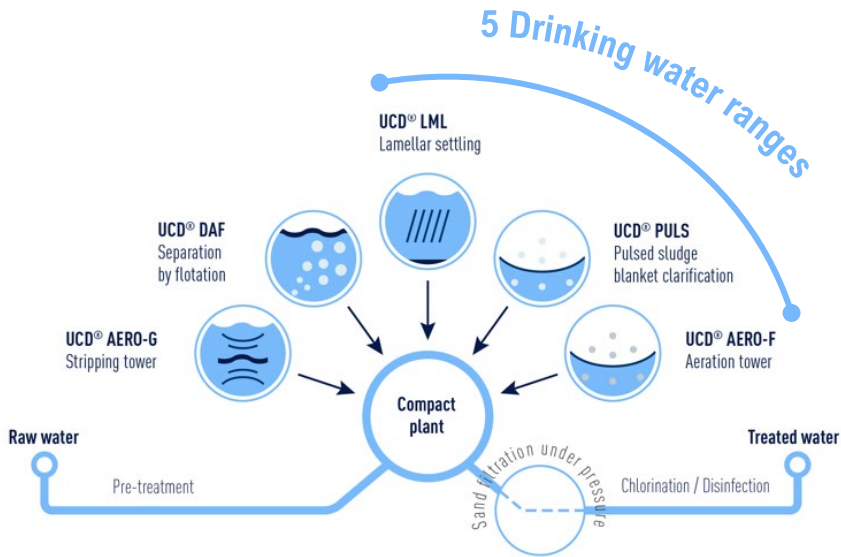 5 Drinking water ranges
UCD® LML
Lamellar settling
UCD® DAF
Separation
by flotation
UCD® PULS
Pulsed sludge
blanket clarification
UCD® AERO-G
Stripping tower
UCD® AERO-F
Aeration tower
Compact
plant
Raw water
Treated water
Pre-treatment
Sand filtration under pressure
Chlorination / Disinfection